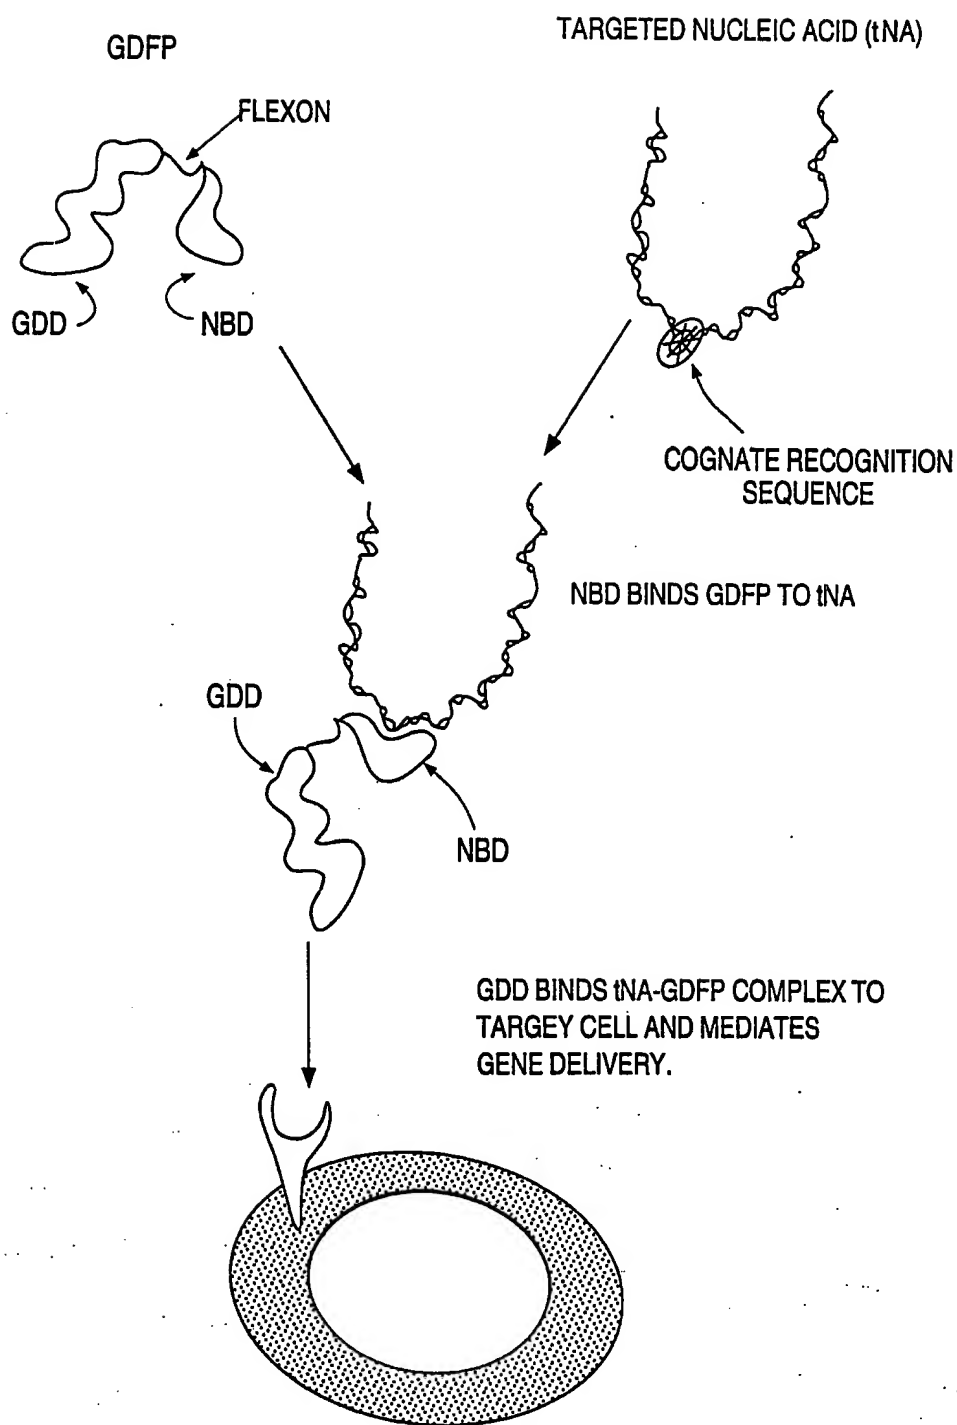 GDFP
TARGETED NUCLEIC ACID (tNA)
FLEXON
GDD
NBD
COGNATE RECOGNITION
SEQUENCE
NBD BINDS GDFP TO tNA
GDD
NBD
GDD BINDS tNA-GDFP COMPLEX TO
TARGEY CELL AND MEDIATES
GENE DELIVERY.